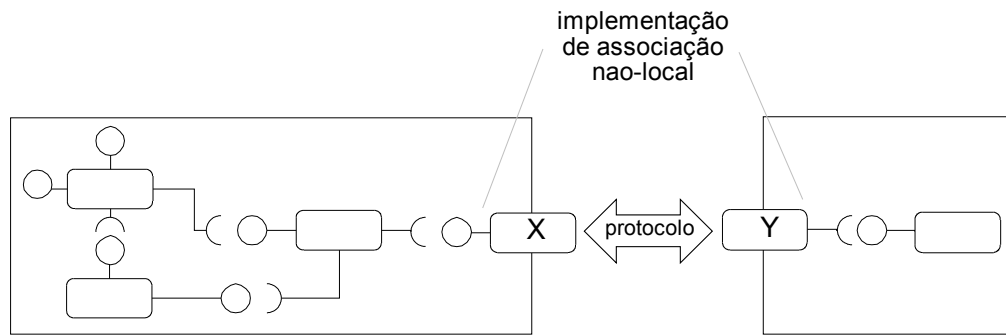 implementação
de associação
nao-local
X
protocolo
Y